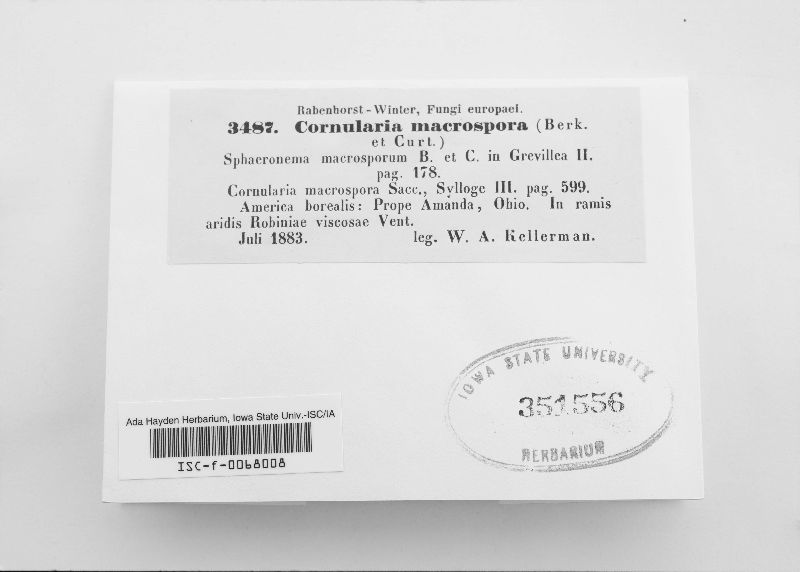 Rabenhorst-Winter, Fungi europaei.
3487. Cornularia macrospora (Berk.
et Curt.)
Sphaeronema macrosporum B. et C. in Grevillea II.
pag. 178.
Cornularia macrospora Sacc., Sylloge III. pag. 599.
America borealis: Prope Amanda, Ohio. In ramis
aridis Robiniae viscosae Vent.
Juli 1883. leg. W. A. Kellerman.
IOWA STATE UNIVERSITY
351556
HERBARIUM
Ada Hayden Herbarium, Iowa State Univ.-ISC/IA
ISC-f-0068008